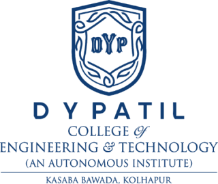 DYP
D Y PATIL
COLLEGE of
ENGINEERING & TECHNOLOGY
(AN AUTONOMOUS INSTITUTE)
KASABA BAWADA, KOLHAPUR